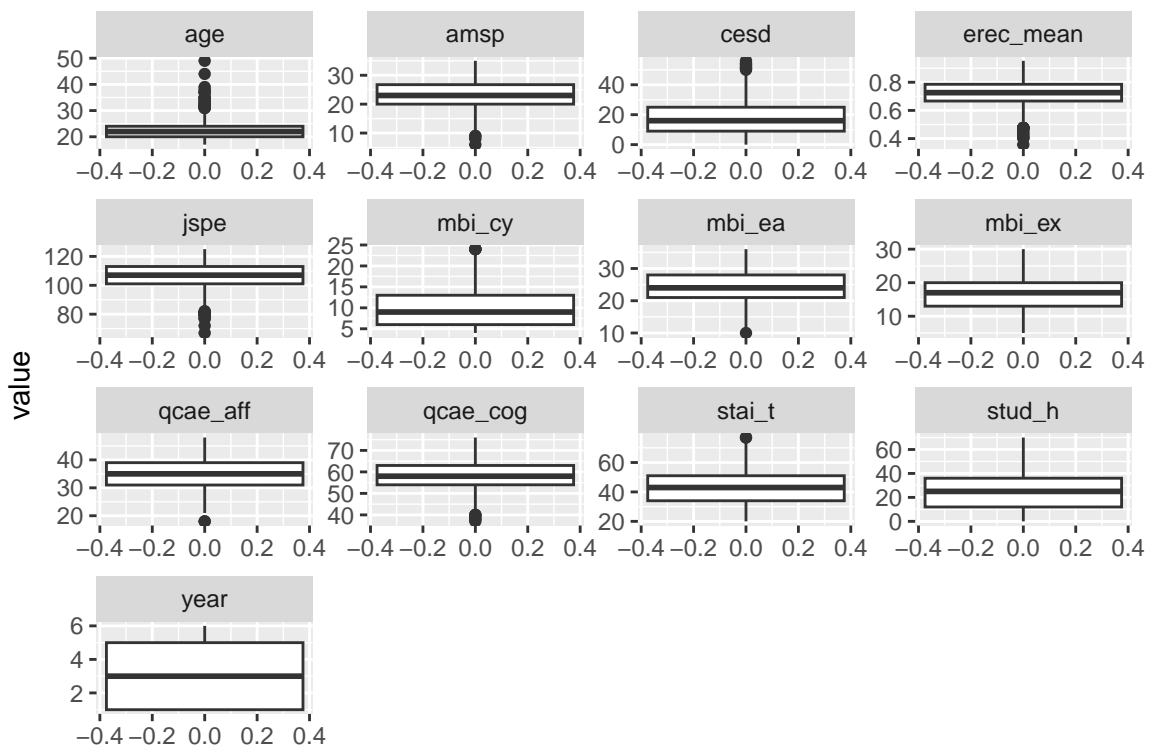 age amsp cesd erec_mean
50 40 30 20
30 20 10
40 20 0
0.8 0.6 0.4
−0.4 −0.2 0.0 0.2 0.4 −0.4 −0.2 0.0 0.2 0.4 −0.4 −0.2 0.0 0.2 0.4 −0.4 −0.2 0.0 0.2 0.4
jspe mbi_cy mbi_ea mbi_ex
120 100 80
25 20 15 10 5
30 20 10
30 20 10
−0.4 −0.2 0.0 0.2 0.4 −0.4 −0.2 0.0 0.2 0.4 −0.4 −0.2 0.0 0.2 0.4 −0.4 −0.2 0.0 0.2 0.4
value
qcae_aff qcae_cog stai_t stud_h
40 30 20
70 60 50 40
60 40 20
60 40 20 0
−0.4 −0.2 0.0 0.2 0.4 −0.4 −0.2 0.0 0.2 0.4 −0.4 −0.2 0.0 0.2 0.4 −0.4 −0.2 0.0 0.2 0.4
year
6 4 2
−0.4 −0.2 0.0 0.2 0.4